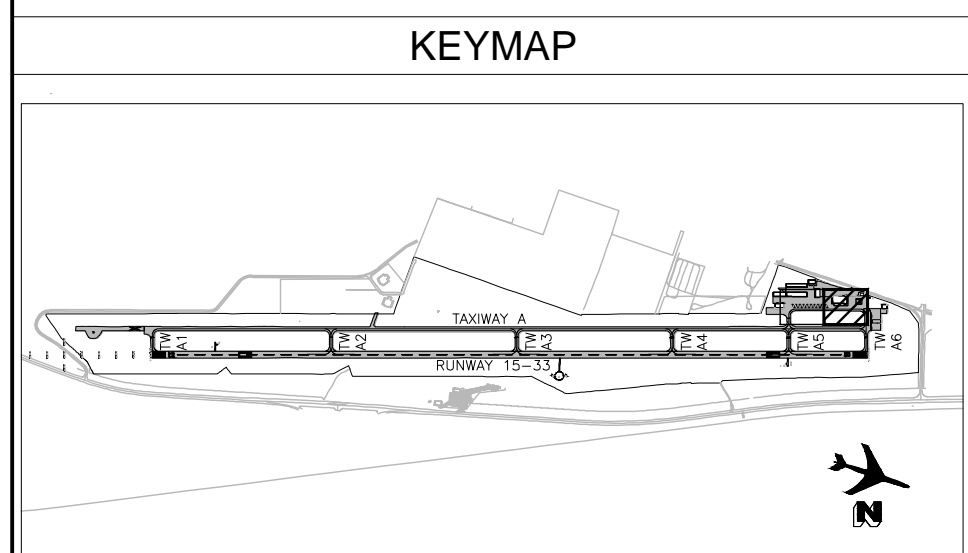 KEYMAP
TAXIWAY A
TW A1
TW A2
TW A3
TW A4
TW A5
TW A6
RUNWAY 15-33
N